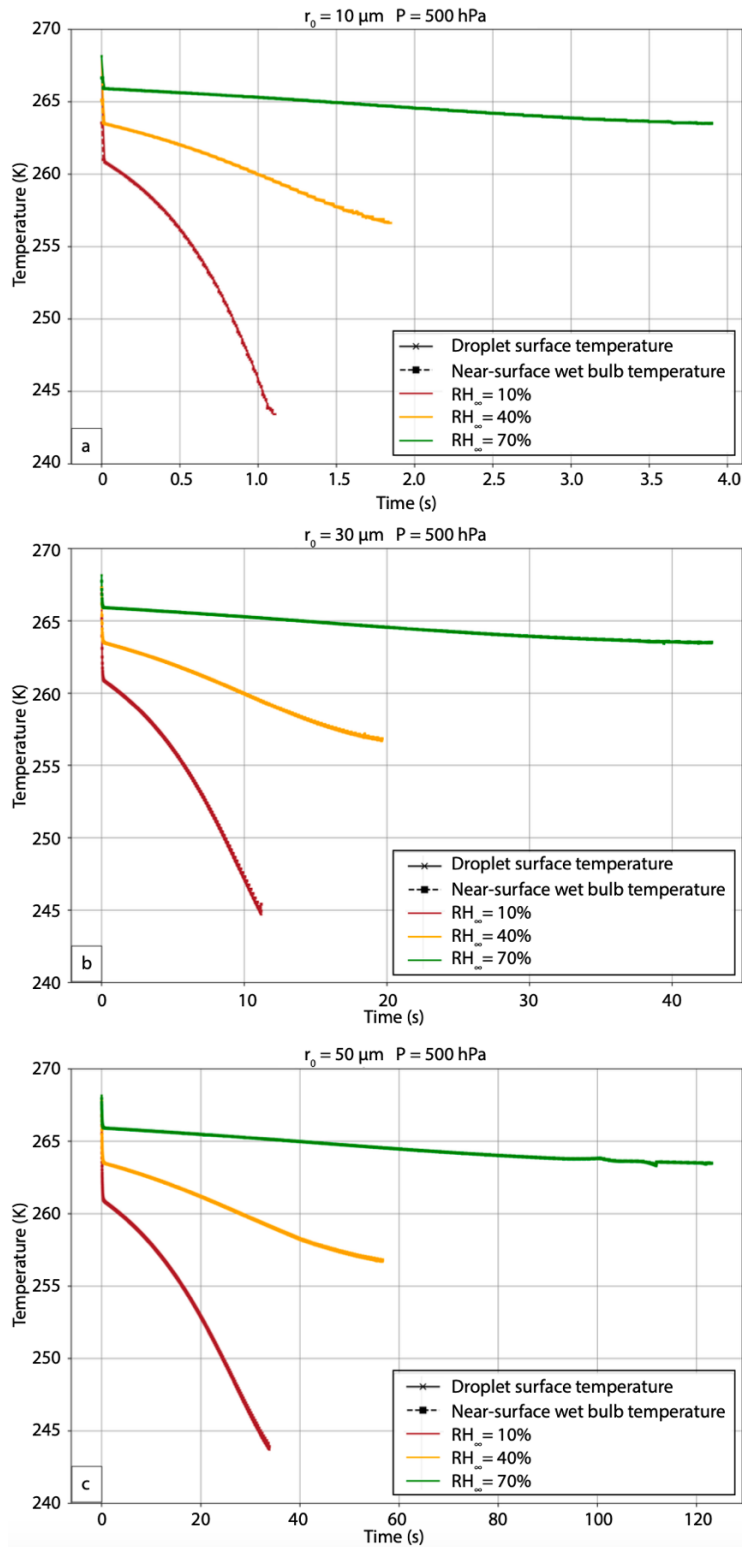 r₀ = 10 μm P = 500 hPa
270
265
260
255
250
245
240
Temperature (K)
Droplet surface temperature
Near-surface wet bulb temperature
RH∞ = 10%
RH∞ = 40%
RH∞ = 70%
a
0 0.5 1.0 1.5 2.0 2.5 3.0 3.5 4.0
Time (s)
r₀ = 30 μm P = 500 hPa
270
265
260
255
250
245
240
Temperature (K)
Droplet surface temperature
Near-surface wet bulb temperature
RH∞ = 10%
RH∞ = 40%
RH∞ = 70%
b
0 10 20 30 40
Time (s)
r₀ = 50 μm P = 500 hPa
270
265
260
255
250
245
240
Temperature (K)
Droplet surface temperature
Near-surface wet bulb temperature
RH∞ = 10%
RH∞ = 40%
RH∞ = 70%
c
0 20 40 60 80 100 120
Time (s)